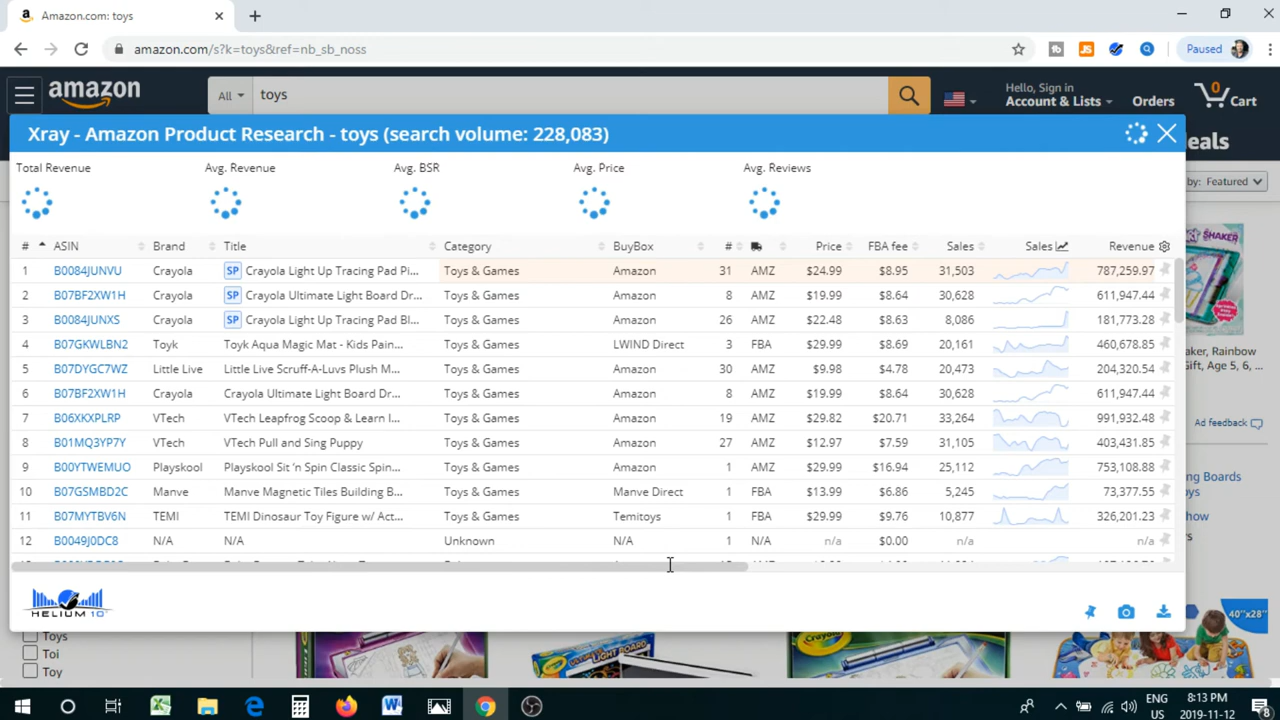 Amazon.com: toys
amazon.com/s?k=toys&ref=nb_sb_noss
Paused
amazon
All
toys
Hello, Sign in
Account & Lists
Orders
0
Cart
Xray - Amazon Product Research - toys (search volume: 228,083)
eals
by: Featured
Total Revenue Avg. Revenue Avg. BSR Avg. Price Avg. Reviews
# ASIN Brand Title Category BuyBox # Price FBA fee Sales Sales Revenue
1 B0084JUNVU Crayola SP Crayola Light Up Tracing Pad Pi... Toys & Games Amazon 31 AMZ $24.99 $8.95 31,503 787,259.97
2 B07BF2XW1H Crayola SP Crayola Ultimate Light Board Dr... Toys & Games Amazon 8 AMZ $19.99 $8.64 30,628 611,947.44
3 B0084JUNXS Crayola SP Crayola Light Up Tracing Pad Bl... Toys & Games Amazon 26 AMZ $22.48 $8.63 8,086 181,773.28
4 B07GKWLBN2 Toyk Toyk Aqua Magic Mat - Kids Pain... Toys & Games LWIND Direct 3 FBA $29.99 $8.69 20,161 460,678.85
5 B07DYGC7WZ Little Live Little Live Scruff-A-Luvs Plush M... Toys & Games Amazon 30 AMZ $9.98 $4.78 20,473 204,320.54
6 B07BF2XW1H Crayola Crayola Ultimate Light Board Dr... Toys & Games Amazon 8 AMZ $19.99 $8.64 30,628 611,947.44
7 B06XKXPLRP VTech VTech Leapfrog Scoop & Learn I... Toys & Games Amazon 19 AMZ $29.82 $20.71 33,264 991,932.48
8 B01MQ3YP7Y VTech VTech Pull and Sing Puppy Toys & Games Amazon 27 AMZ $12.97 $7.59 31,105 403,431.85
9 B00YTWEMUO Playskool Playskool Sit 'n Spin Classic Spin... Toys & Games Amazon 1 AMZ $29.99 $16.94 25,112 753,108.88
10 B07GSMBD2C Manve Manve Magnetic Tiles Building B... Toys & Games Manve Direct 1 FBA $13.99 $6.86 5,245 73,377.55
11 B07MYTBV6N TEMI TEMI Dinosaur Toy Figure w/ Act... Toys & Games Temitoys 1 FBA $29.99 $9.76 10,877 326,201.23
12 B0049J0DC8 N/A N/A Unknown N/A 1 N/A n/a $0.00 n/a n/a
HELIUM 10
SHAKER
aker, Rainbow
Gift, Age 5, 6,
Ad feedback
ing Boards
40"x28"
Toys
Toi
Toy
Crayola
ENG
US
8:13 PM
2019-11-12
8